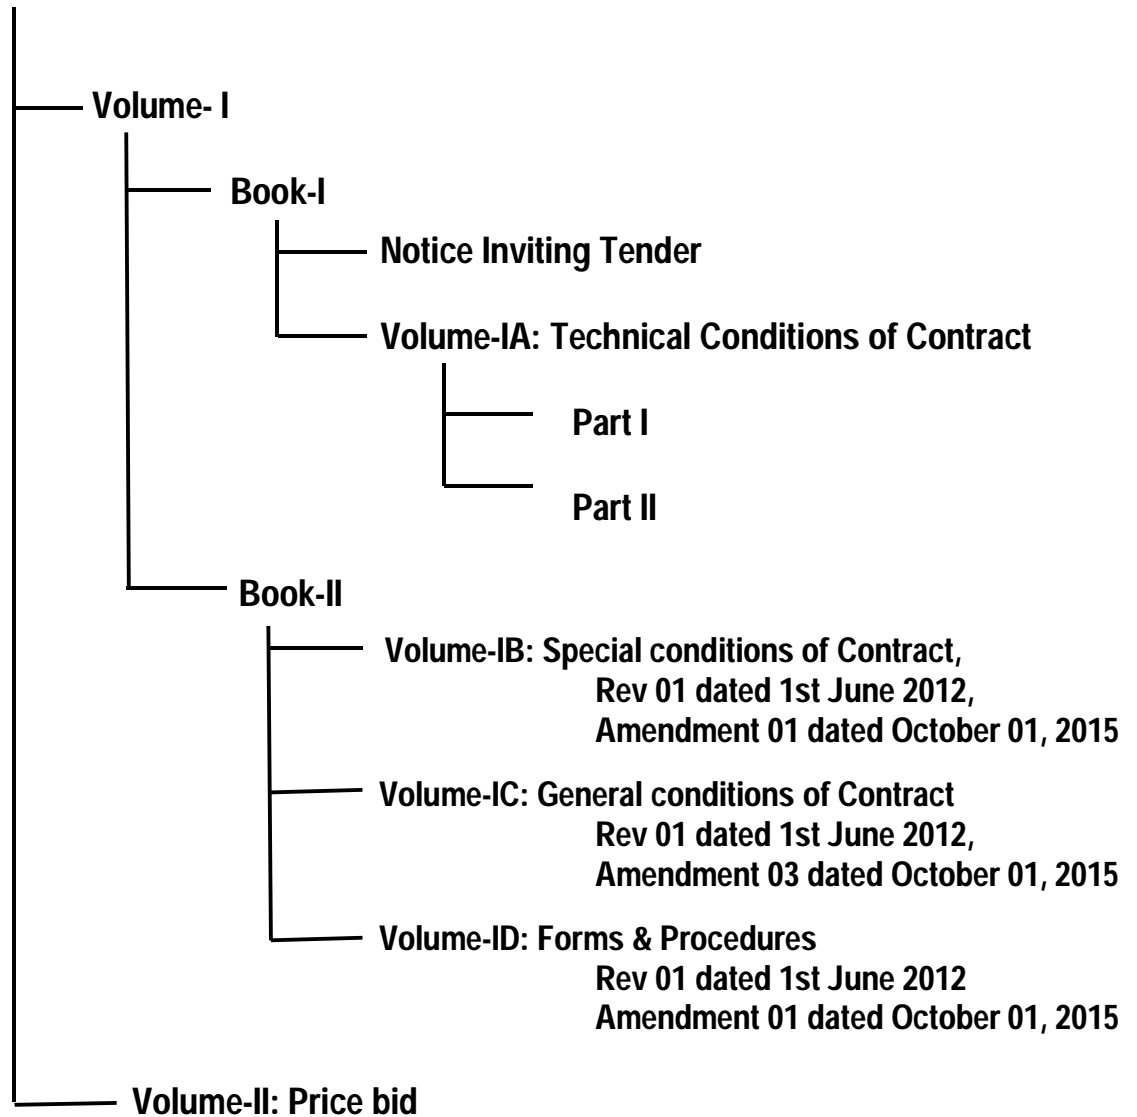 Volume- I
Book-I
Notice Inviting Tender
Volume-IA: Technical Conditions of Contract
Part I
Part II
Book-II
Volume-IB: Special conditions of Contract,
Rev 01 dated 1st June 2012,
Amendment 01 dated October 01, 2015
Volume-IC: General conditions of Contract
Rev 01 dated 1st June 2012,
Amendment 03 dated October 01, 2015
Volume-ID: Forms & Procedures
Rev 01 dated 1st June 2012
Amendment 01 dated October 01, 2015
Volume-II: Price bid